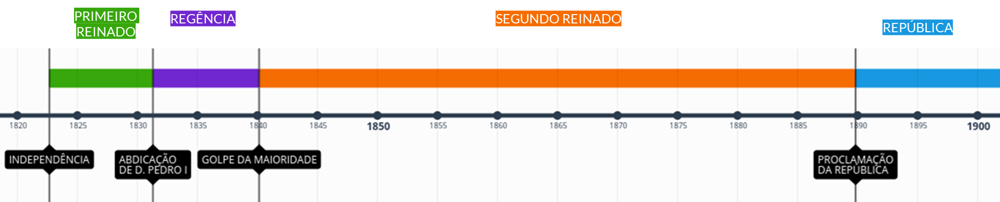 PRIMEIRO
REINADO
REGÊNCIA
SEGUNDO REINADO
REPÚBLICA
1820
1825
1830
1835
1840
1845
1850
1855
1860
1865
1870
1875
1880
1885
1890
1895
1900
INDEPENDÊNCIA
ABDICAÇÃO
DE D. PEDRO I
GOLPE DA MAIORIDADE
PROCLAMAÇÃO
DA REPÚBLICA